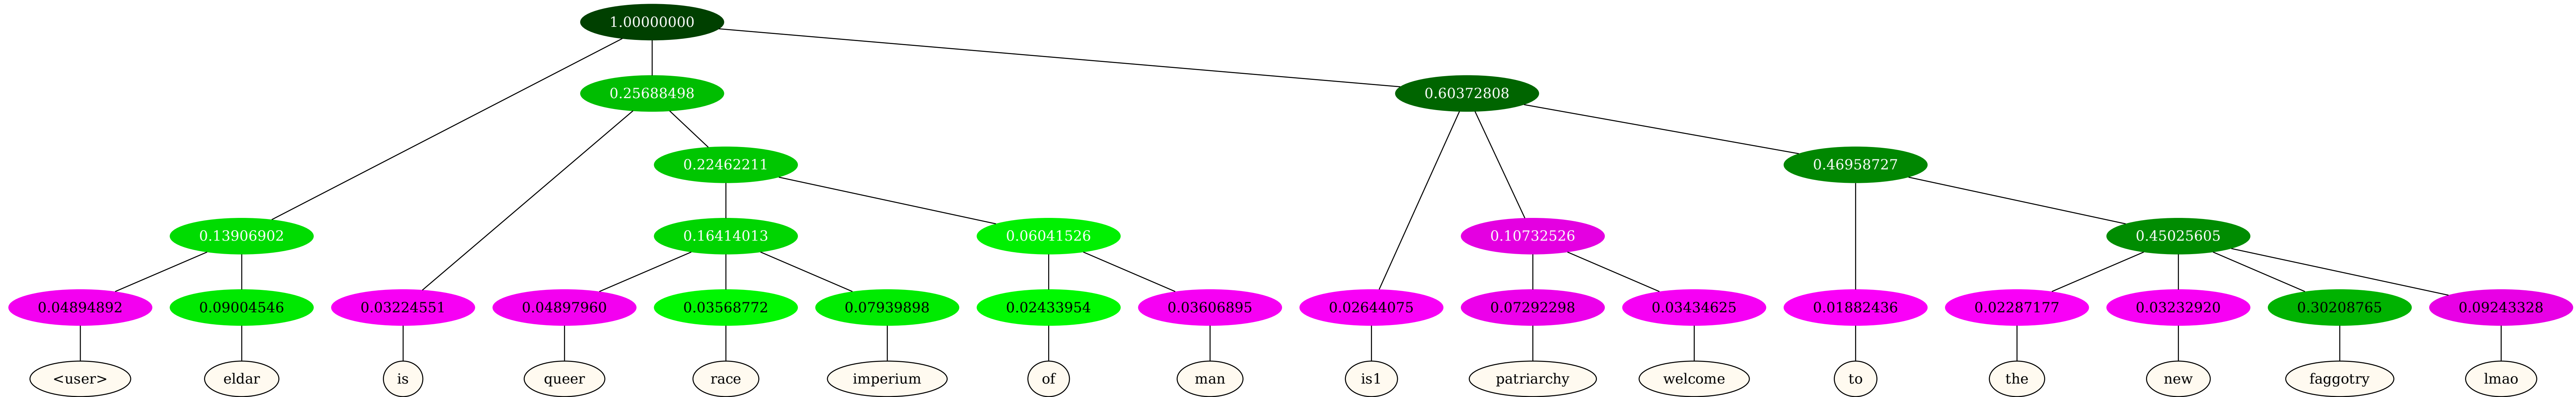 1.00000000
0.25688498 0.60372808
0.22462211 0.46958727
0.13906902 0.16414013 0.06041526 0.10732526 0.45025605
0.04894892 0.09004546 0.03224551 0.04897960 0.03568772 0.07939898 0.02433954 0.03606895 0.02644075 0.07292298 0.03434625 0.01882436 0.02287177 0.03232920 0.30208765 0.09243328
<user> eldar is queer race imperium of man is1 patriarchy welcome to the new faggotry lmao